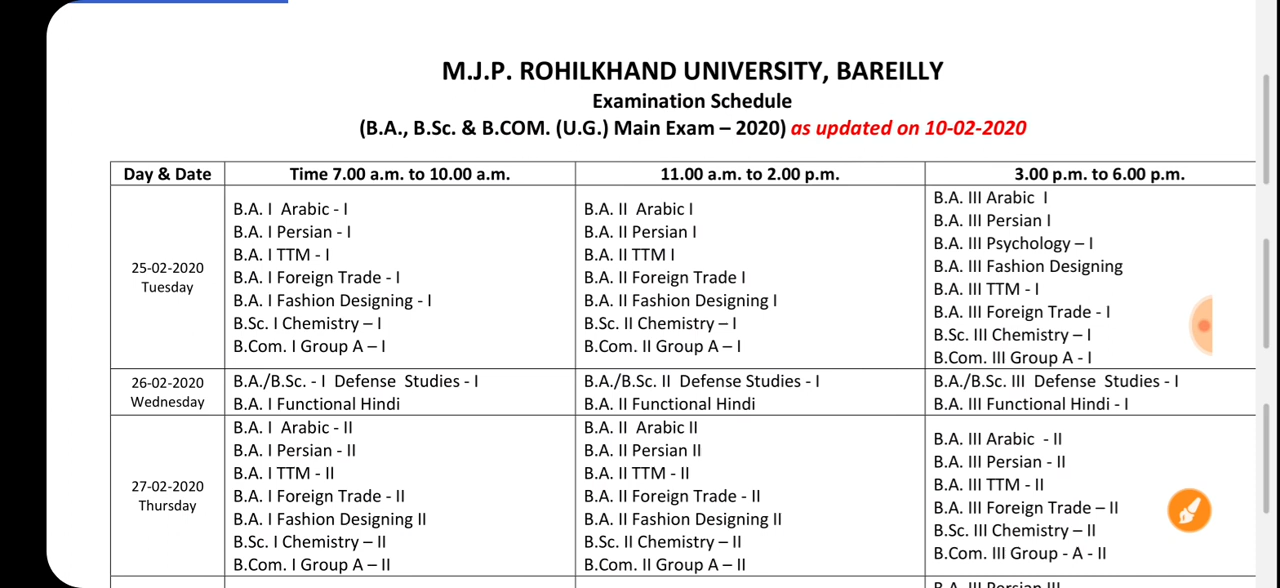 M.J.P. ROHILKHAND UNIVERSITY, BAREILLY
Examination Schedule
(B.A., B.Sc. & B.COM. (U.G.) Main Exam – 2020) as updated on 10-02-2020
Day & Date
Time 7.00 a.m. to 10.00 a.m.
11.00 a.m. to 2.00 p.m.
3.00 p.m. to 6.00 p.m.
25-02-2020
Tuesday
B.A. I Arabic - I
B.A. I Persian - I
B.A. I TTM - I
B.A. I Foreign Trade - I
B.A. I Fashion Designing - I
B.Sc. I Chemistry – I
B.Com. I Group A – I
B.A. II Arabic I
B.A. II Persian I
B.A. II TTM I
B.A. II Foreign Trade I
B.A. II Fashion Designing I
B.Sc. II Chemistry – I
B.Com. II Group A – I
B.A. III Arabic I
B.A. III Persian I
B.A. III Psychology – I
B.A. III Fashion Designing
B.A. III TTM - I
B.A. III Foreign Trade - I
B.Sc. III Chemistry – I
B.Com. III Group A - I
26-02-2020
Wednesday
B.A./B.Sc. - I Defense Studies - I
B.A. I Functional Hindi
B.A./B.Sc. II Defense Studies - I
B.A. II Functional Hindi
B.A./B.Sc. III Defense Studies - I
B.A. III Functional Hindi - I
27-02-2020
Thursday
B.A. I Arabic - II
B.A. I Persian - II
B.A. I TTM - II
B.A. I Foreign Trade - II
B.A. I Fashion Designing II
B.Sc. I Chemistry – II
B.Com. I Group A – II
B.A. II Arabic II
B.A. II Persian II
B.A. II TTM - II
B.A. II Foreign Trade - II
B.A. II Fashion Designing II
B.Sc. II Chemistry – II
B.Com. II Group A – II
B.A. III Arabic - II
B.A. III Persian - II
B.A. III TTM - II
B.A. III Foreign Trade – II
B.Sc. III Chemistry – II
B.Com. III Group - A - II
B.A. III Persian III